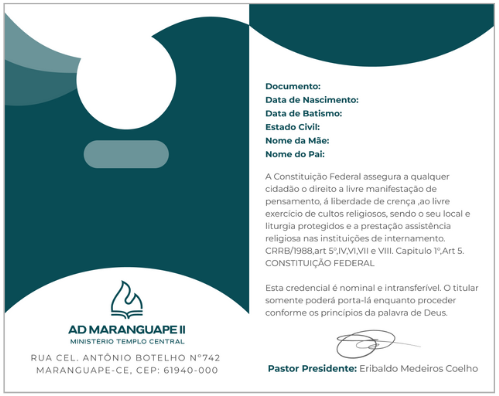 AD MARANGUAPE II
MINISTERIO TEMPLO CENTRAL
RUA CEL. ANTÔNIO BOTELHO Nº742
MARANGUAPE-CE, CEP: 61940-000
Documento:
Data de Nascimento:
Data de Batismo:
Estado Civil:
Nome da Mãe:
Nome do Pai:
A Constituição Federal assegura a qualquer
cidadão o direito a livre manifestação de
pensamento, á liberdade de crença ,ao livre
exercicio de cultos religiosos, sendo o seu local e
liturgia protegidos e a prestação assistência
religiosa nas instituições de internamento.
CRRB/1988,art 5º,IV,VI,VII e VIII. Capitulo 1º,Art 5.
CONSTITUIÇÃO FEDERAL
Esta credencial é nominal e intransferível. O titular
somente poderá porta-lá enquanto proceder
conforme os princípios da palavra de Deus.
Pastor Presidente: Eribaldo Medeiros Coelho